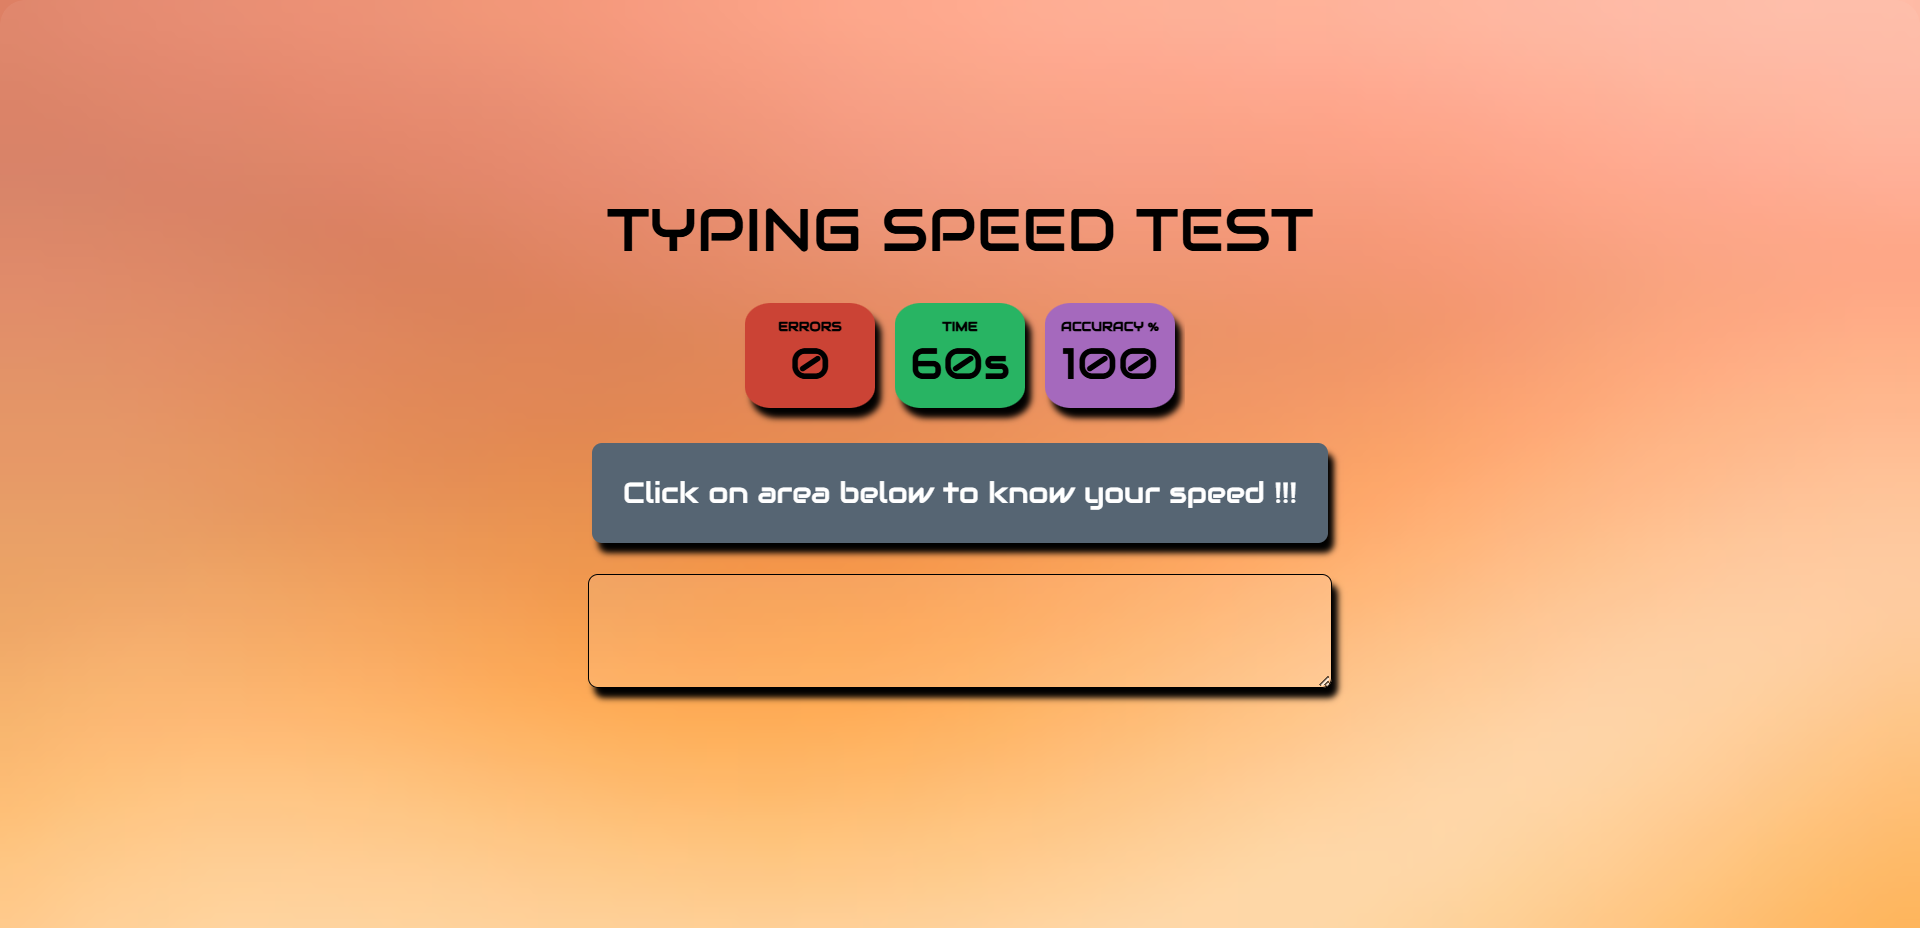 TYPING SPEED TEST
ERRORS
0
TIME
60s
ACCURACY %
100
Click on area below to know your speed !!!